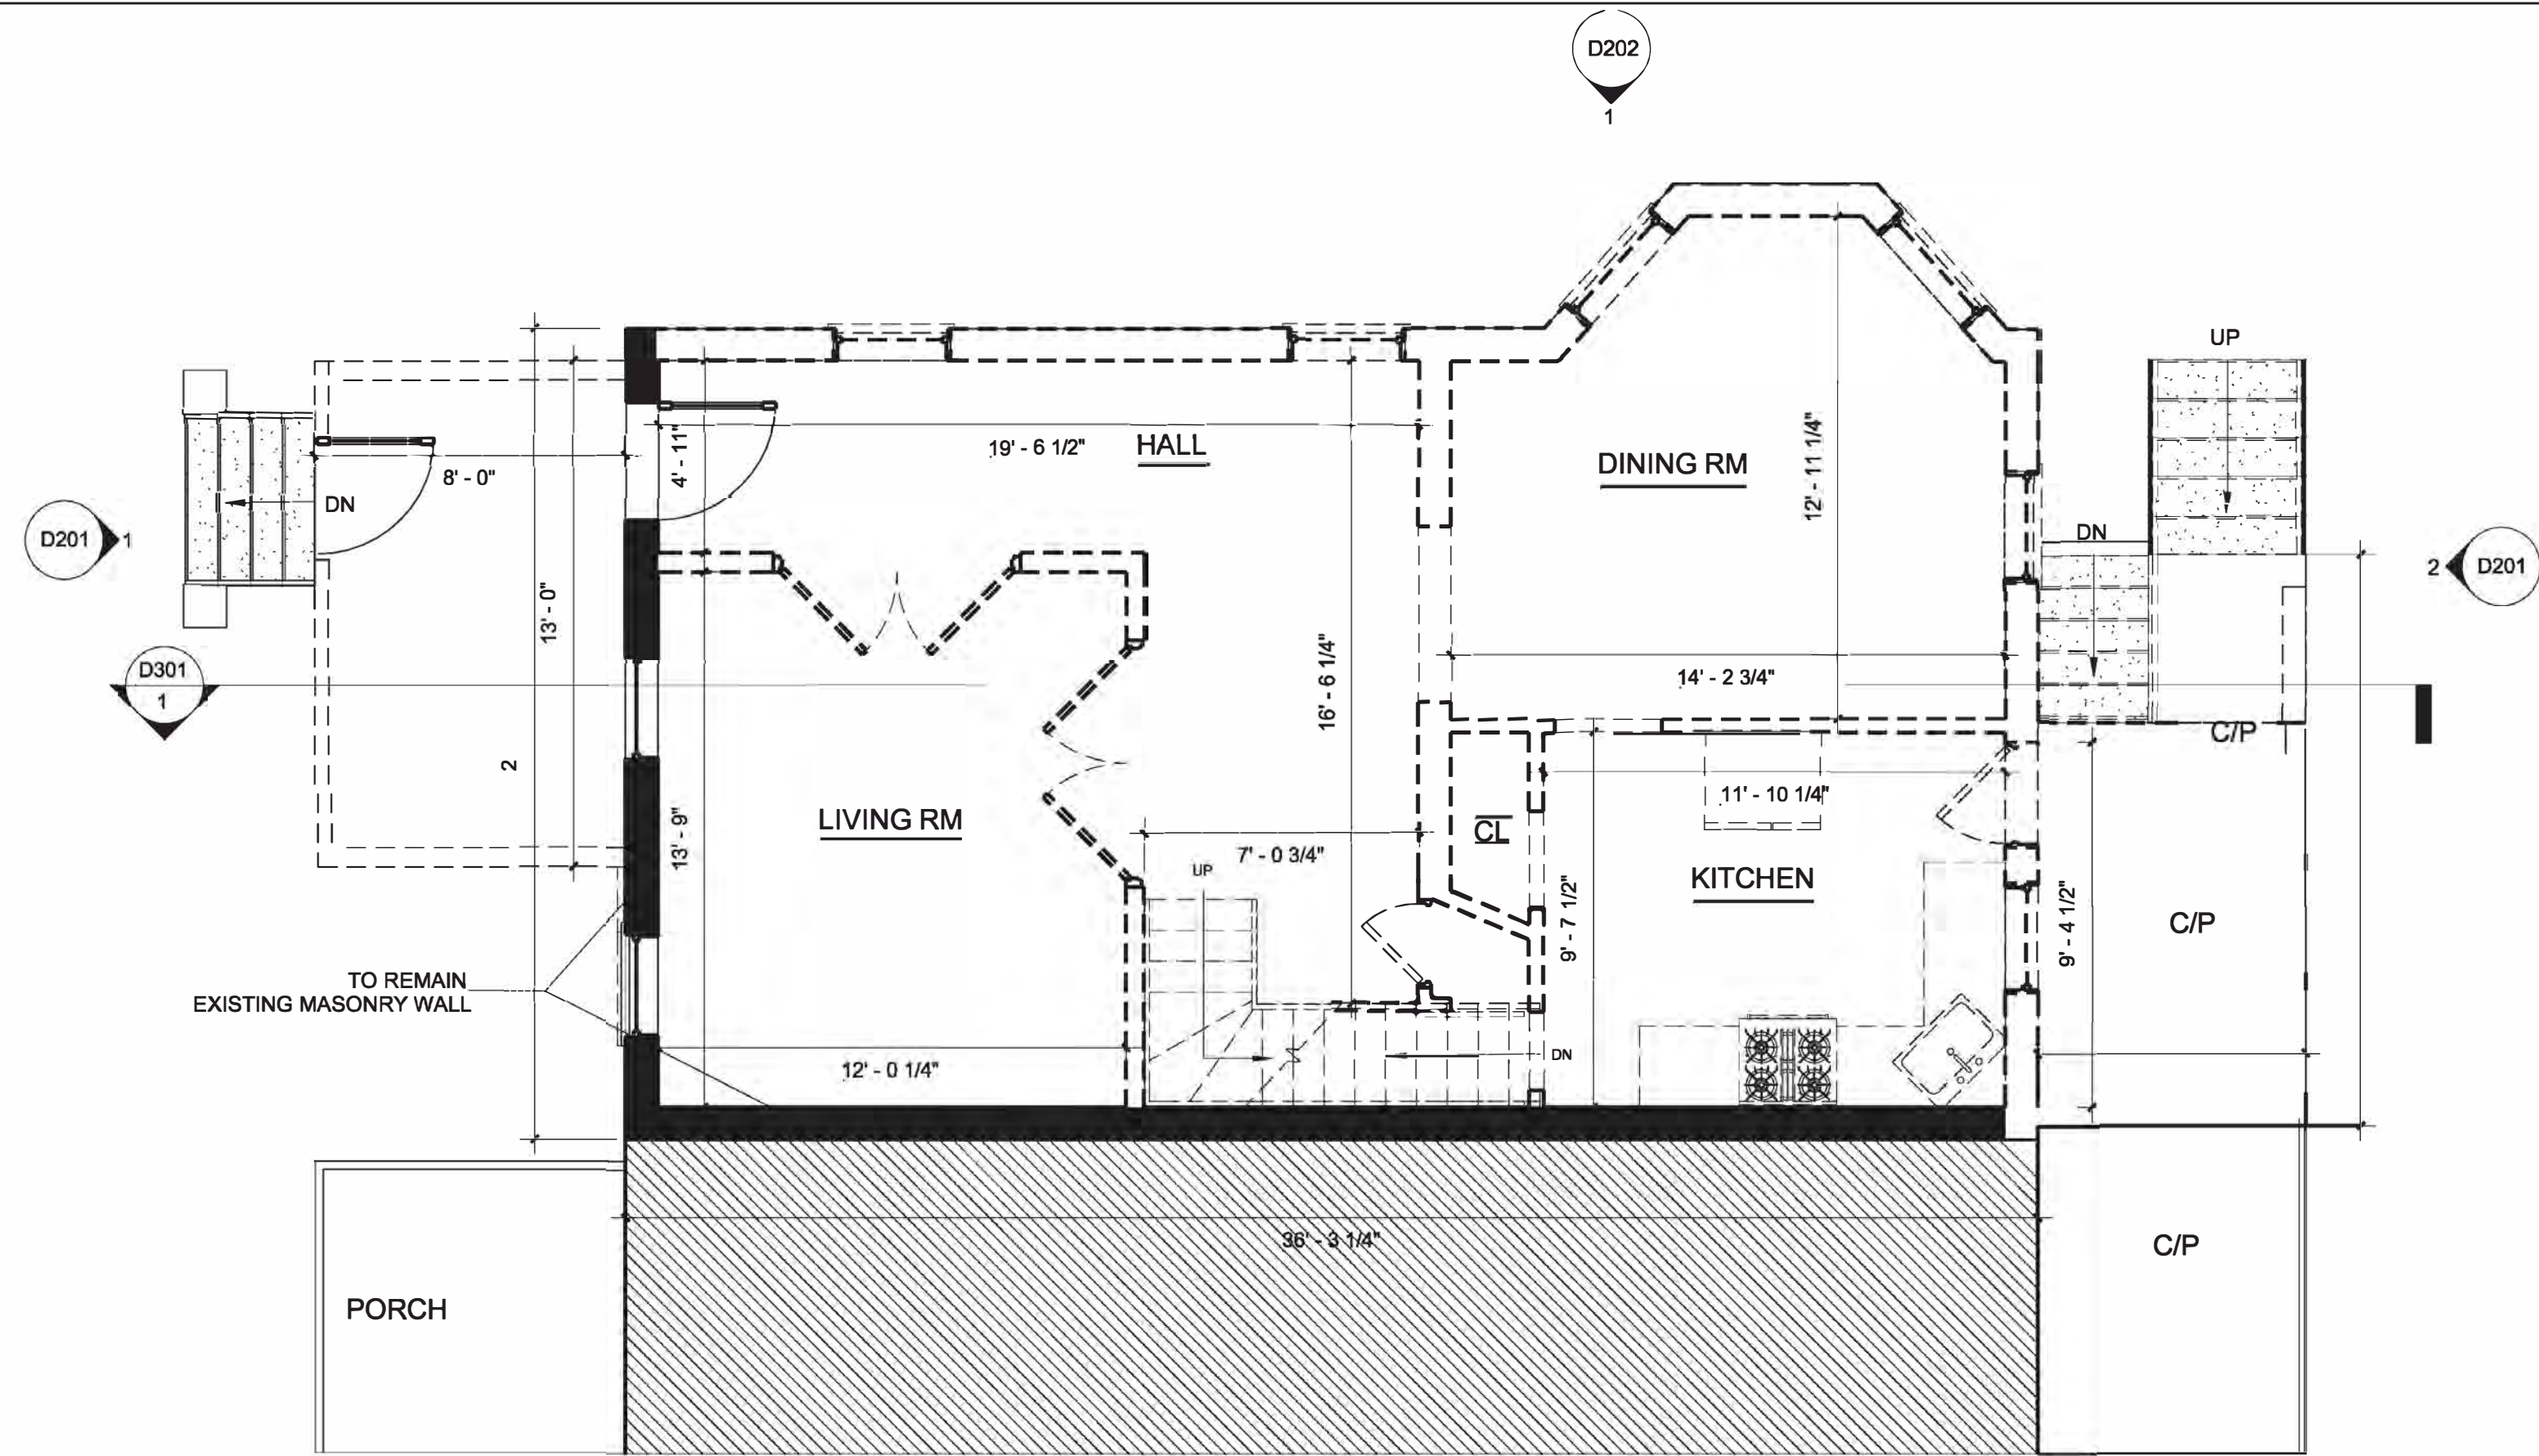 D202
1
UP
19' - 6 1/2"
HALL
4' - 11"
DINING RM
12' - 11 1/4"
8' - 0"
DN
D201
1
DN
2
D201
13' - 0"
D301
1
16' - 6 1/4"
14' - 2 3/4"
C/P
2
11' - 10 1/4"
LIVING RM
13' - 9"
CL
7' - 0 3/4"
UP
KITCHEN
9' - 7 1/2"
9' - 4 1/2"
C/P
TO REMAIN
EXISTING MASONRY WALL
DN
12' - 0 1/4"
36' - 3 1/4"
C/P
PORCH